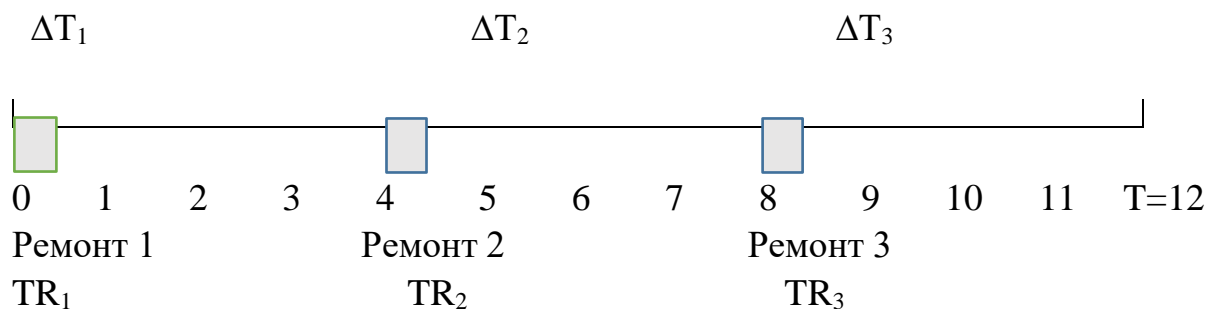 ΔT₁ ΔT₂ ΔT₃
0 1 2 3 4 5 6 7 8 9 10 11 T=12
Ремонт 1 Ремонт 2 Ремонт 3
TR₁ TR₂ TR₃